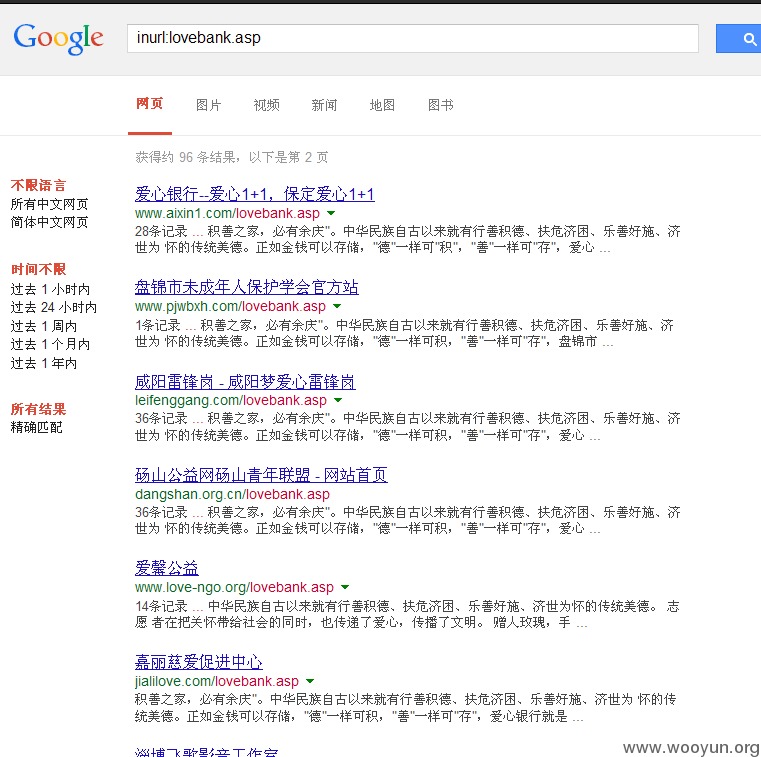 Google
inurl:lovebank.asp
网页 图片 视频 新闻 地图 图书
获得约 96 条结果，以下是第 2 页
不限语言
所有中文网页
简体中文网页
时间不限
过去 1 小时内
过去 24 小时内
过去 1 周内
过去 1 个月内
过去 1 年内
所有结果
精确匹配
爱心银行--爱心1+1，保定爱心1+1
www.aixin1.com/lovebank.asp
28条记录 ... 积善之家，必有余庆"。中华民族自古以来就有行善积德、扶危济困、乐善好施、济
世为 怀的传统美德。正如金钱可以存储，"德"一样可"积"，"善"一样可"存"，爱心 ...
盘锦市未成年人保护学会官方站
www.pjwbxh.com/lovebank.asp
1条记录 ... 积善之家，必有余庆"。中华民族自古以来就有行善积德、扶危济困、乐善好施、济
世为 怀的传统美德。正如金钱可以存储，"德"一样可积，"善"一样可"存"，盘锦市 ...
咸阳雷锋岗 - 咸阳梦爱心雷锋岗
leifenggang.com/lovebank.asp
36条记录 ... 积善之家，必有余庆"。中华民族自古以来就有行善积德、扶危济困、乐善好施、济
世为 怀的传统美德。正如金钱可以存储，"德"一样可积，"善"一样可"存"，爱心 ...
砀山公益网砀山青年联盟 - 网站首页
dangshan.org.cn/lovebank.asp
36条记录 ... 积善之家，必有余庆"。中华民族自古以来就有行善积德、扶危济困、乐善好施、济
世为 怀的传统美德。正如金钱可以存储，"德"一样可积，"善"一样可"存"，爱心 ...
爱馨公益
www.love-ngo.org/lovebank.asp
14条记录 ... 中华民族自古以来就有行善积德、扶危济困、乐善好施、济世为怀的传统美德。 志
愿 者在把关怀带给社会的同时，也传递了爱心，传播了文明。 赠人玫瑰，手 ...
嘉丽慈爱促进中心
jialilove.com/lovebank.asp
积善之家，必有余庆"。中华民族自古以来就有行善积德、扶危济困、乐善好施、济世为 怀的传
统美德。正如金钱可以存储，"德"一样可积，"善"一样可"存"，爱心银行就是 ...
淄博飞歌影音工作室
www.wooyun.org